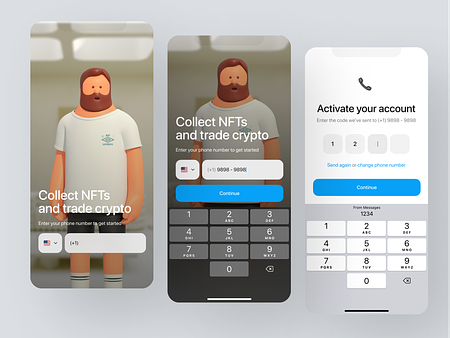 Collect NFTs
and trade crypto
Enter your phone number to get started
(+1)
Collect NFTs
and trade crypto
Enter your phone number to get started
(+1) 9898 - 9898
Continue
1
2
ABC
3
DEF
4
GHI
5
JKL
6
MNO
7
PQRS
8
TUV
9
WXYZ
0
Activate your account
Enter the code we've sent to (+1) 9898 - 9898
1 2
Send again or change phone number
Continue
From Messages
1234
1
2
ABC
3
DEF
4
GHI
5
JKL
6
MNO
7
PQRS
8
TUV
9
WXYZ
0